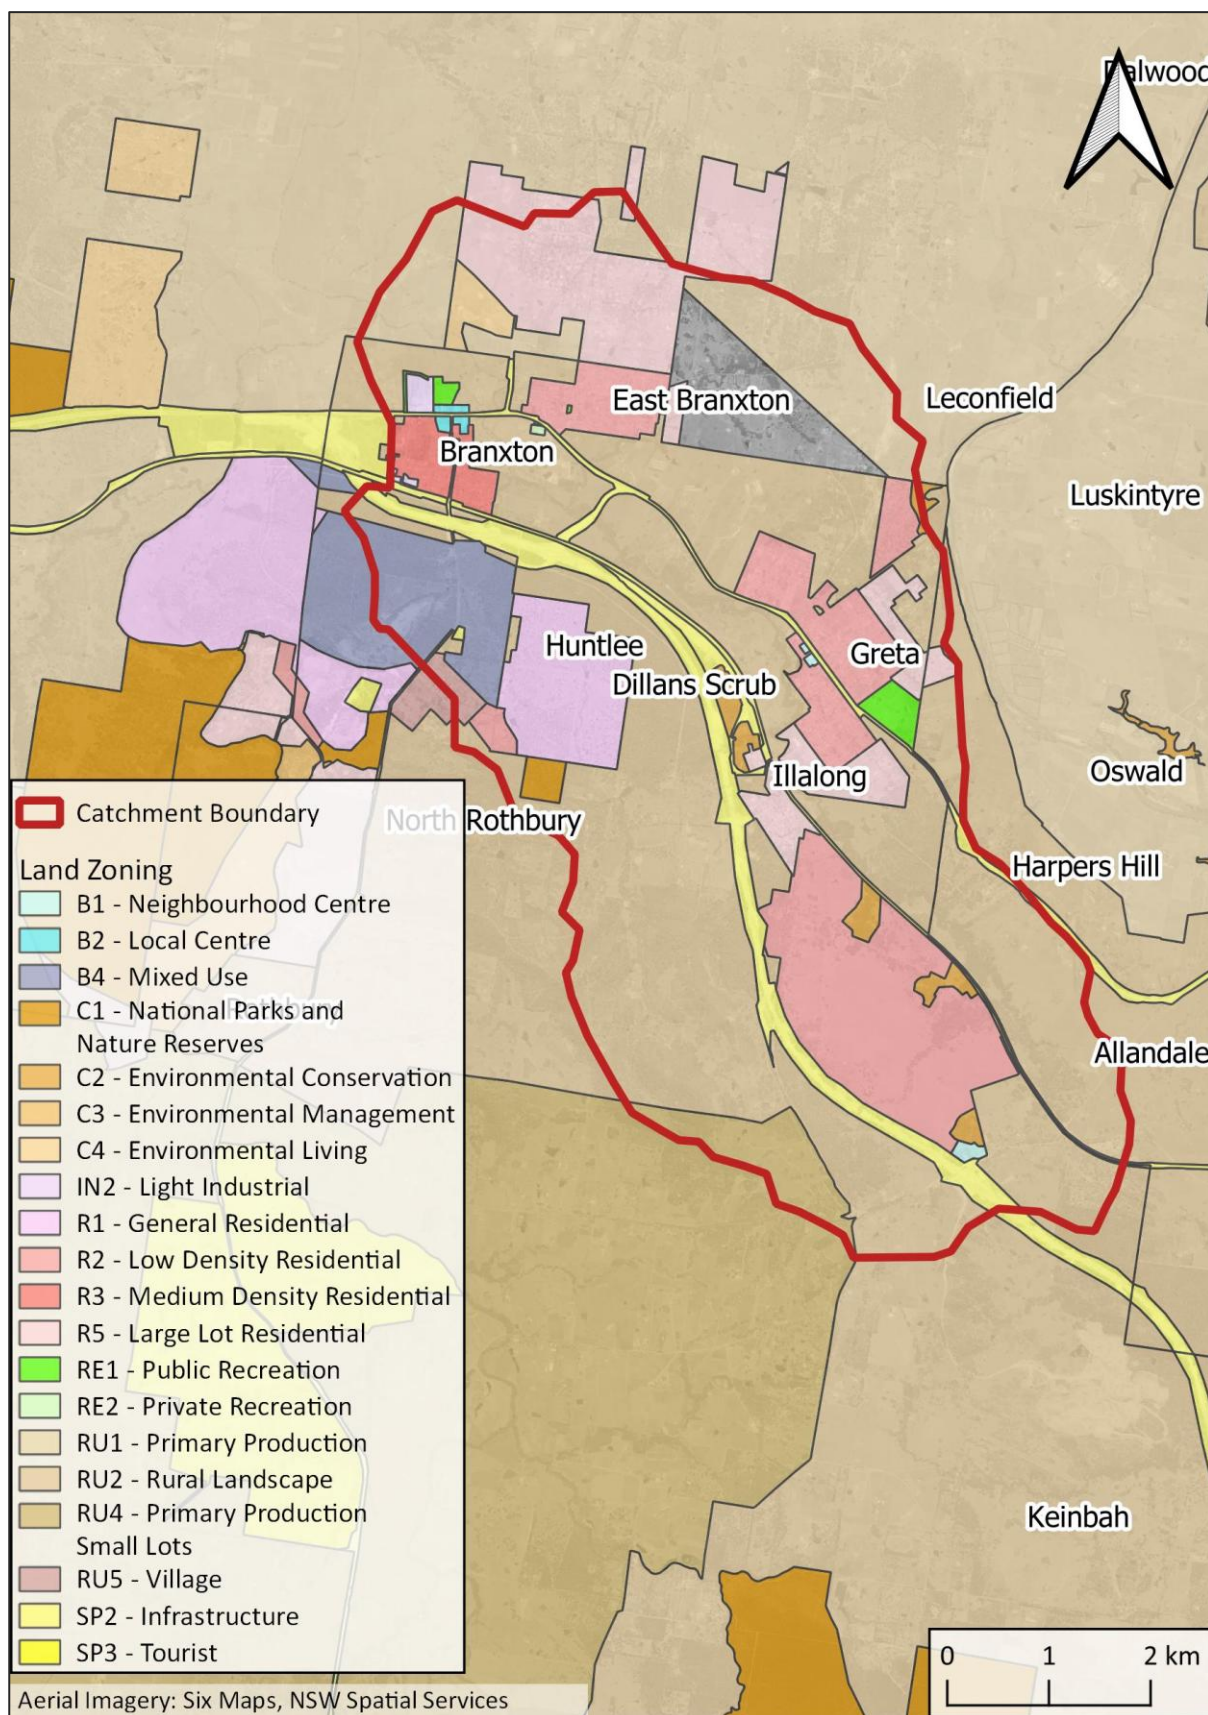 Dalwood
East Branxton
Leconfield
Branxton
Luskintyre
Huntlee
Greta
Dillans Scrub
Illalong
Oswald
North Rothbury
Harpers Hill
Rothbury
Allandale
Keinbah
Catchment Boundary
Land Zoning
B1 - Neighbourhood Centre
B2 - Local Centre
B4 - Mixed Use
C1 - National Parks and
Nature Reserves
C2 - Environmental Conservation
C3 - Environmental Management
C4 - Environmental Living
IN2 - Light Industrial
R1 - General Residential
R2 - Low Density Residential
R3 - Medium Density Residential
R5 - Large Lot Residential
RE1 - Public Recreation
RE2 - Private Recreation
RU1 - Primary Production
RU2 - Rural Landscape
RU4 - Primary Production
Small Lots
RU5 - Village
SP2 - Infrastructure
SP3 - Tourist
0 1 2 km
Aerial Imagery: Six Maps, NSW Spatial Services